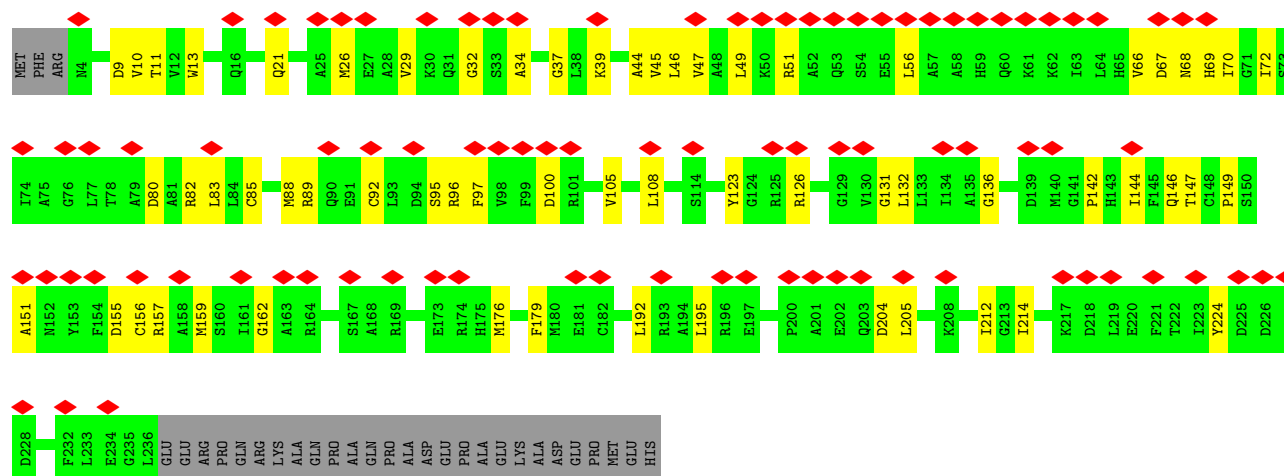 MET PHE ARG N4 D9 V10 T11 V12 W13 Q16 Q21 A25 M26 E27 A28 V29 K30 Q31 G32 S33 A34 G37 L38 K39 A44 V45 L46 V47 A48 L49 K50 R51 A52 Q53 S54 E55 L56 A57 A58 H59 Q60 K61 K62 I63 L64 H65 V66 D67 N68 H69 I70 G71 I72 S73
I74 A75 G76 L77 T78 A79 D80 A81 R82 L83 L84 C85 M88 R89 Q90 E91 C92 L93 D94 S95 R96 F97 V98 F99 D100 R101 V105 L108 S114 Y123 G124 R125 R126 G129 V130 G131 L132 L133 I134 A135 G136 D139 M140 G141 P142 H143 I144 F145 Q146 T147 C148 P149 S150
A151 N152 Y153 F154 D155 C156 R157 A158 M159 S160 I161 G162 A163 R164 S167 A168 R169 E173 R174 H175 M176 F179 M180 E181 C182 L192 R193 A194 L195 R196 E197 P200 A201 E202 Q203 D204 L205 K208 I212 G213 I214 K217 D218 L219 E220 F221 T222 I223 Y224 D225 D226
D228 F232 L233 E234 G235 L236 GLU GLU ARG PRO GLN ARG LYS ALA GLN PRO ALA GLN PRO ALA ASP GLU PRO ALA GLU LYS ALA ASP GLU PRO MET GLU HIS